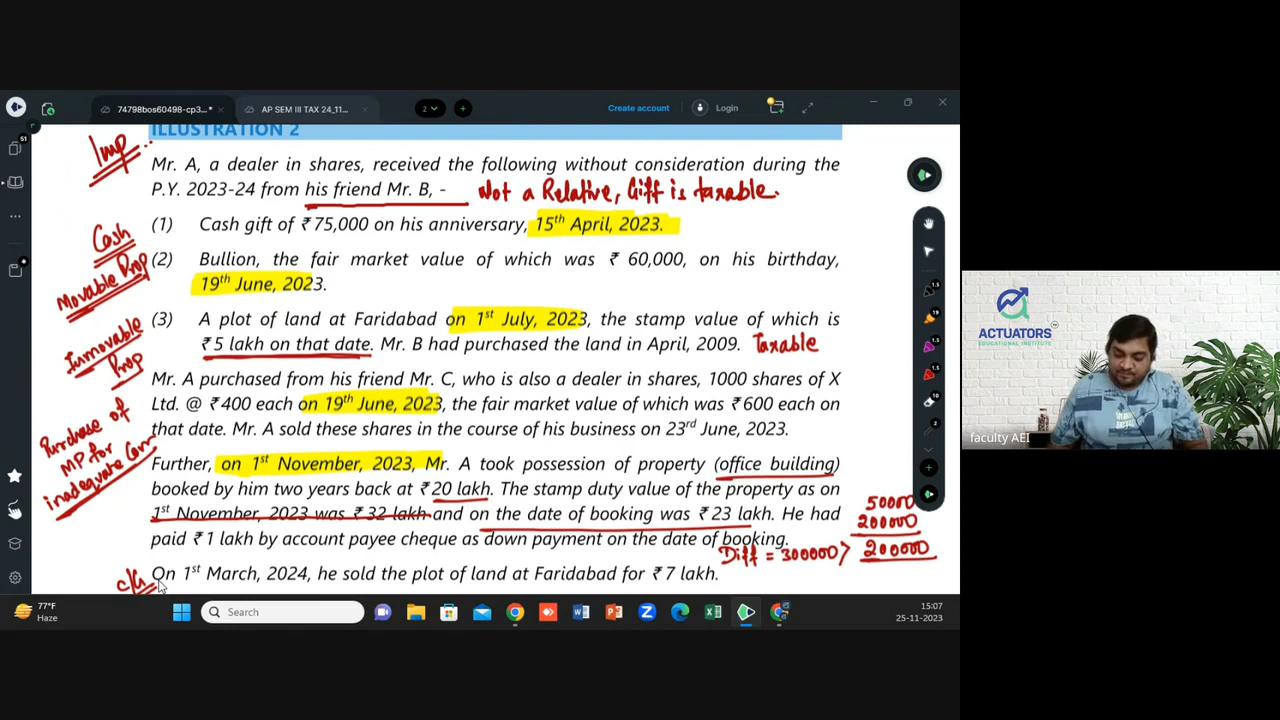 74798bos60498-cp3...*
AP SEM III TAX 24_11...
2
Create account
Login
51
ILLUSTRATION 2
Imp
Mr. A, a dealer in shares, received the following without consideration during the
P.Y. 2023-24 from his friend Mr. B, - Not a Relative, Gift is taxable.
Cash
(1) Cash gift of ₹ 75,000 on his anniversary, 15th April, 2023.
Movable Prop
(2) Bullion, the fair market value of which was ₹ 60,000, on his birthday,
19th June, 2023.
Immovable
Prop
(3) A plot of land at Faridabad on 1st July, 2023, the stamp value of which is
₹ 5 lakh on that date. Mr. B had purchased the land in April, 2009. Taxable
Mr. A purchased from his friend Mr. C, who is also a dealer in shares, 1000 shares of X
Ltd. @ ₹ 400 each on 19th June, 2023, the fair market value of which was ₹ 600 each on
that date. Mr. A sold these shares in the course of his business on 23rd June, 2023.
Purchase of
MP for
inadequate
Further, on 1st November, 2023, Mr. A took possession of property (office building)
booked by him two years back at ₹ 20 lakh. The stamp duty value of the property as on
1st November, 2023 was ₹ 32 lakh and on the date of booking was ₹ 23 lakh. He had
paid ₹ 1 lakh by account payee cheque as down payment on the date of booking.
50000
200000
Diff = 300000 > 200000
On 1st March, 2024, he sold the plot of land at Faridabad for ₹ 7 lakh.
1.5
19
1.5
1.5
10
2
77°F
Haze
Search
15:07
25-11-2023
ACTUATORS
EDUCATIONAL INSTITUTE
faculty AEI